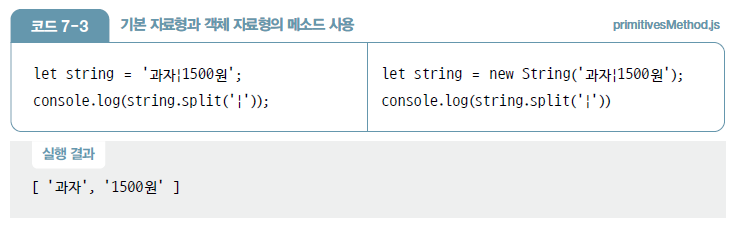 코드 7-3 기본 자료형과 객체 자료형의 메소드 사용 primitivesMethod.js
let string = '과자¦1500원';
console.log(string.split('¦'));
let string = new String('과자¦1500원');
console.log(string.split('¦'))
실행 결과
[ '과자', '1500원' ]